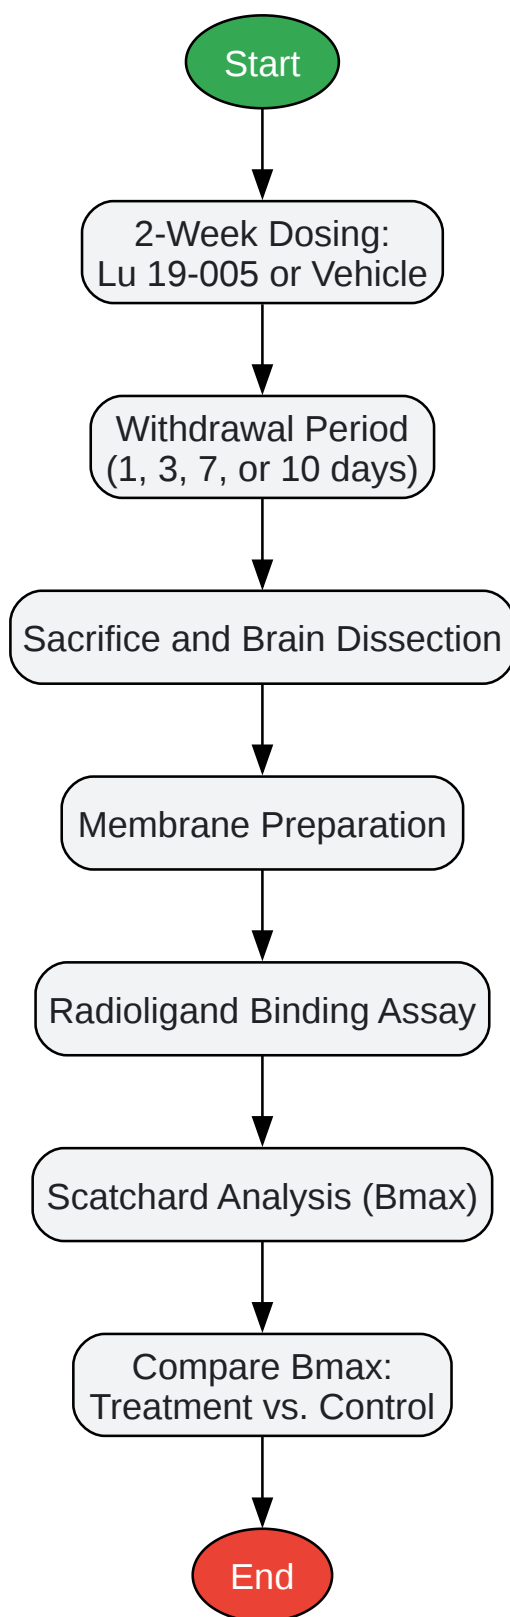 Start
2-Week Dosing:
Lu 19-005 or Vehicle
Withdrawal Period
(1, 3, 7, or 10 days)
Sacrifice and Brain Dissection
Membrane Preparation
Radioligand Binding Assay
Scatchard Analysis (Bmax)
Compare Bmax:
Treatment vs. Control
End